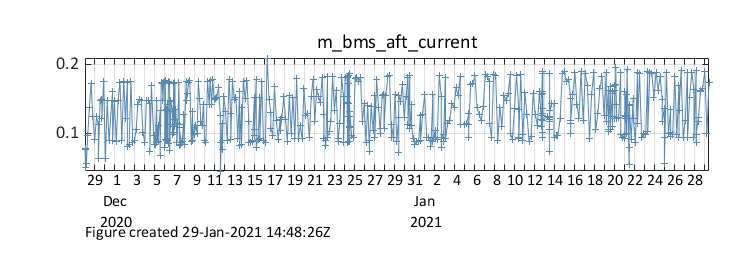 m_bms_aft_current
0.2
0.1
29 1 3 5 7 9 11 13 15 17 19 21 23 25 27 29 31 2 4 6 8 10 12 14 16 18 20 22 24 26 28
Dec Jan
2020 2021
Figure created 29-Jan-2021 14:48:26Z